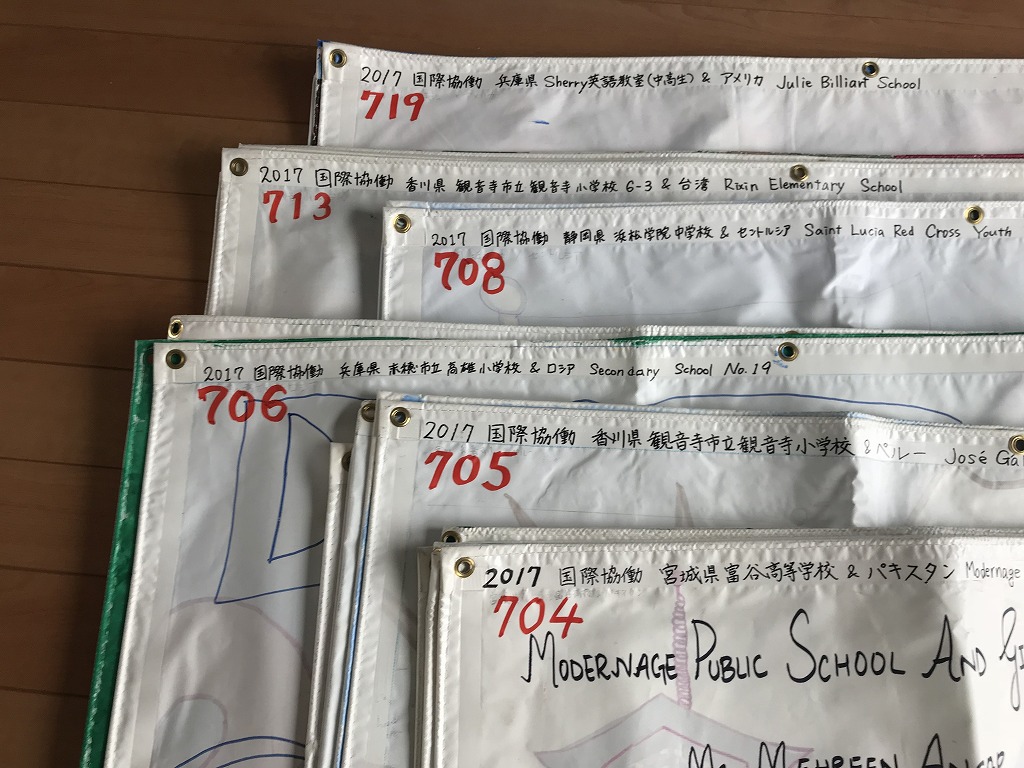 2017 国際協働 兵庫県 Sherry英語教室(中高生) & アメリカ Julie Billiart School
719
2017 国際協働 香川県 観音寺市立観音寺小学校 6-3 & 台湾 Rixin Elementary School
713
2017 国際協働 静岡県 浜松学院中学校 & セントルシア Saint Lucia Red Cross Youth
708
2017 国際協働 兵庫県 赤穂市立高雄小学校 & ロシア Secondary School No.19
706
2017 国際協働 香川県 観音寺市立観音寺小学校 & ペルー José Gal
705
2017 国際協働 宮城県富谷高等学校 & パキスタン Modernage
704
MODERNAGE PUBLIC SCHOOL AND
MEHREEN